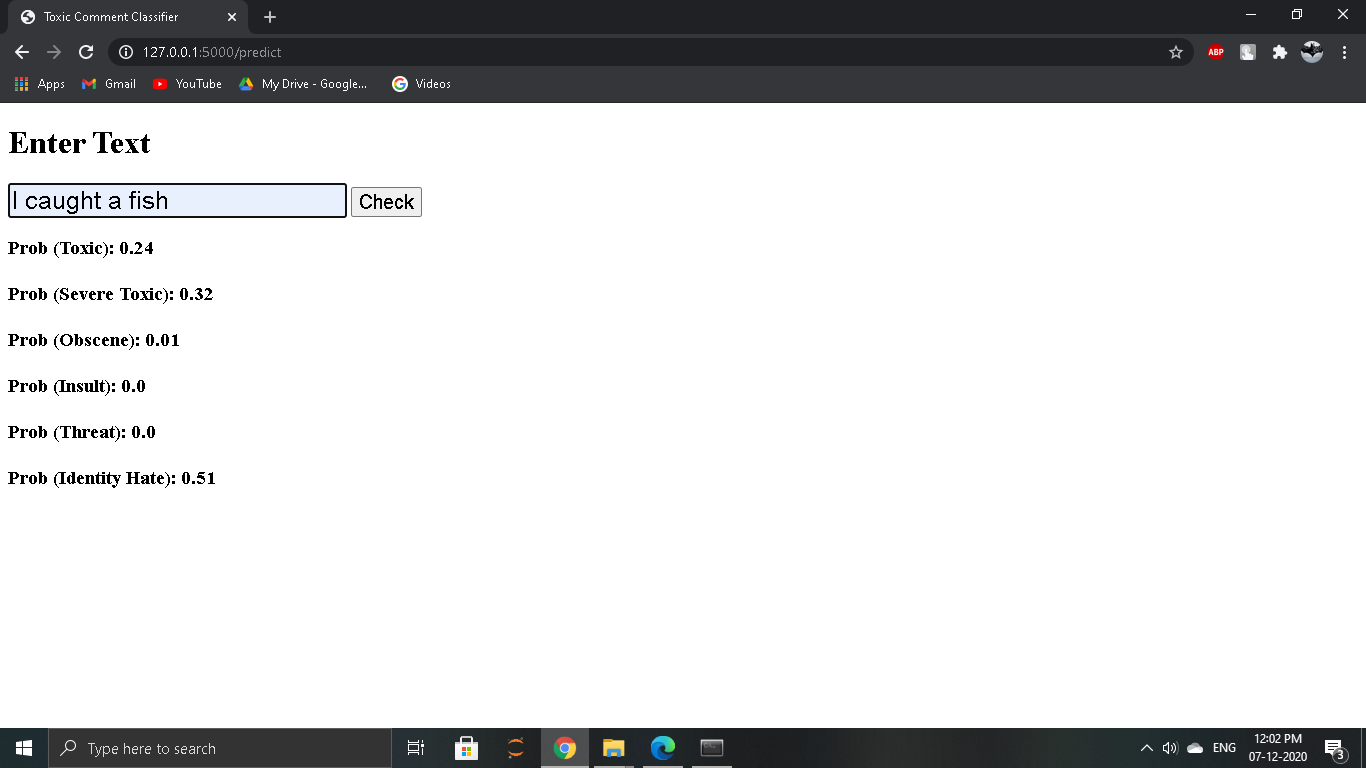 Toxic Comment Classifier
127.0.0.1:5000/predict
ABP
Apps Gmail YouTube My Drive - Google... Videos
Enter Text
I caught a fish Check
Prob (Toxic): 0.24
Prob (Severe Toxic): 0.32
Prob (Obscene): 0.01
Prob (Insult): 0.0
Prob (Threat): 0.0
Prob (Identity Hate): 0.51
Type here to search
ENG
12:02 PM
07-12-2020
3